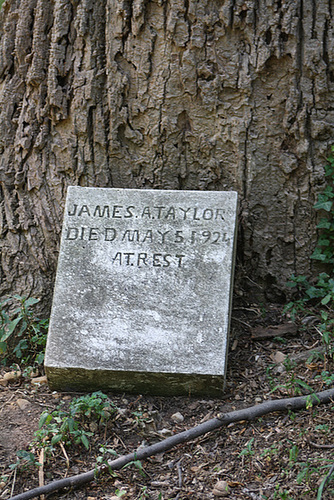 JAMES.A.TAYLOR
DIED MAY 5.1924
AT.REST